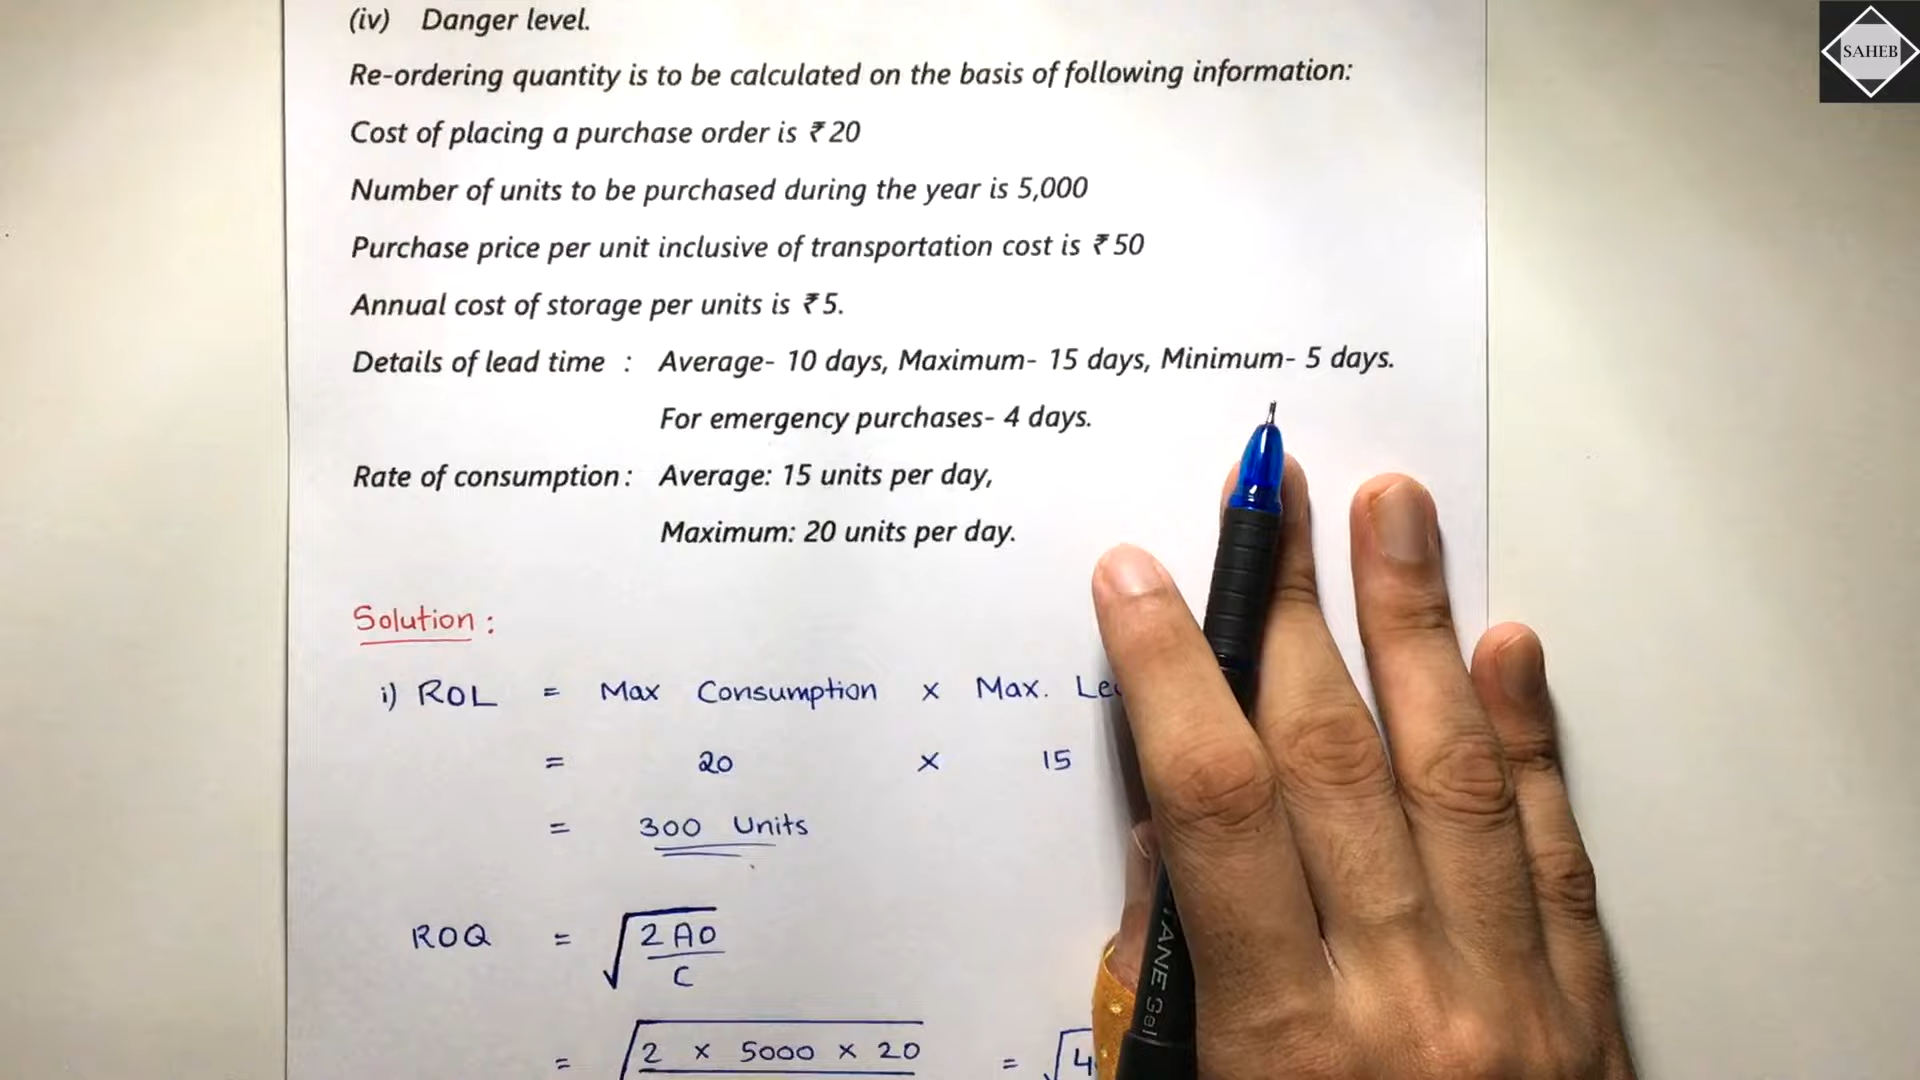 SAHEB
(iv) Danger level.
Re-ordering quantity is to be calculated on the basis of following information:
Cost of placing a purchase order is ₹ 20
Number of units to be purchased during the year is 5,000
Purchase price per unit inclusive of transportation cost is ₹ 50
Annual cost of storage per units is ₹ 5.
Details of lead time : Average- 10 days, Maximum- 15 days, Minimum- 5 days.
For emergency purchases- 4 days.
Rate of consumption : Average: 15 units per day,
Maximum: 20 units per day.
Solution :
i) ROL = Max Consumption x Max.
= 20 x 15
= 300 Units
ROQ = √2AO
C
= √2 x 5000 x 20 = √4